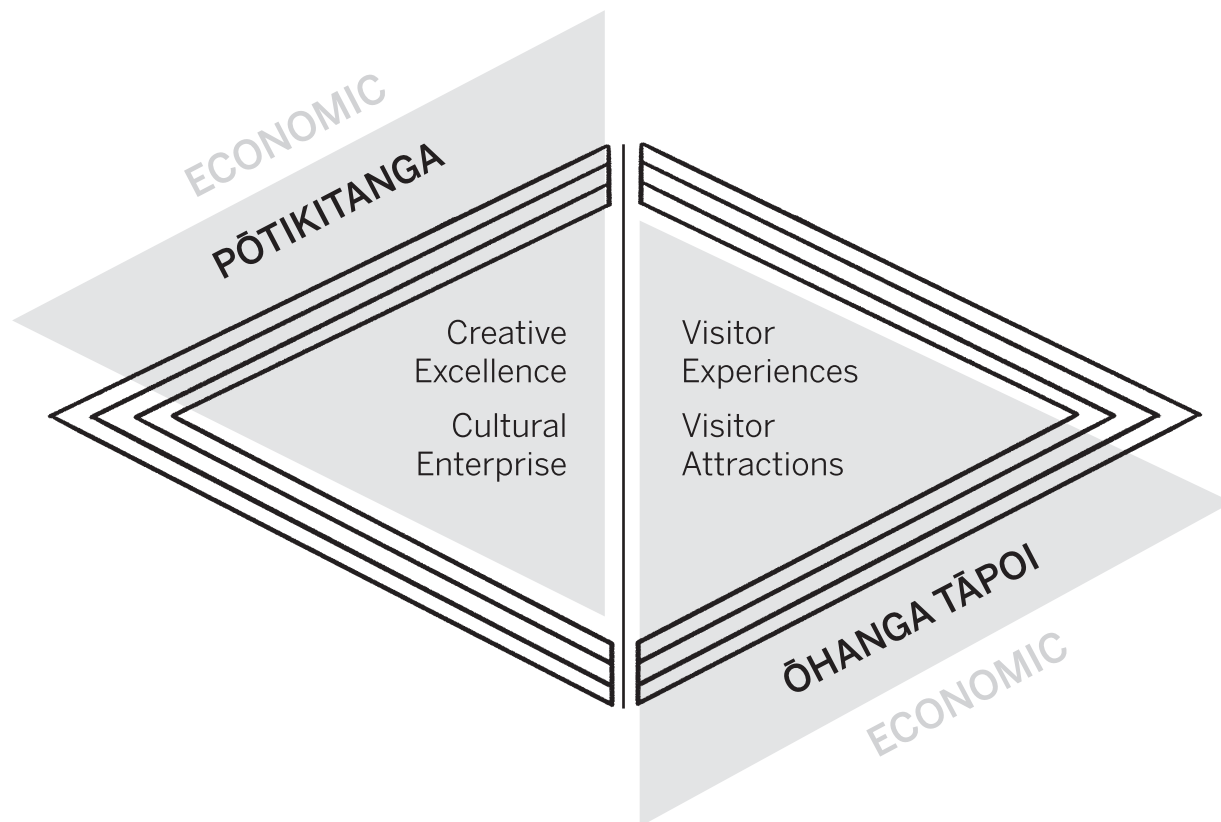 ECONOMIC
PŌTIKITANGA
Creative
Excellence
Cultural
Enterprise
Visitor
Experiences
Visitor
Attractions
ŌHANGA TĀPOI
ECONOMIC